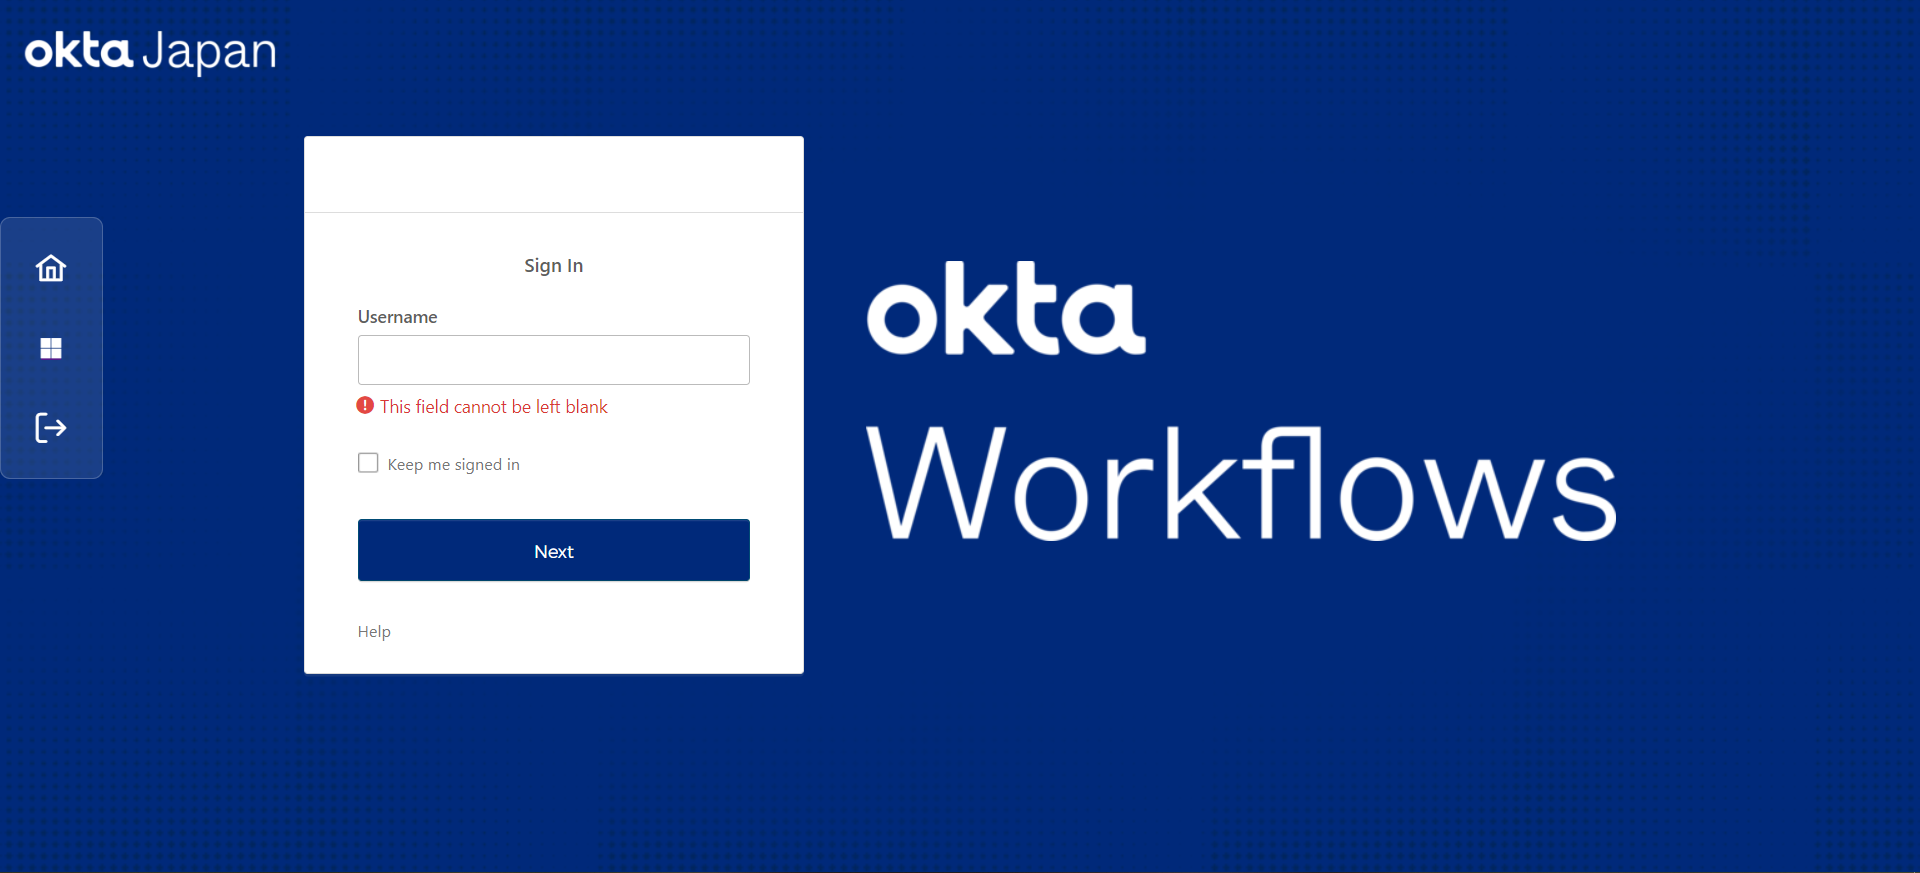 okta Japan
Sign In
Username
This field cannot be left blank
Keep me signed in
Next
Help
okta
Workflows